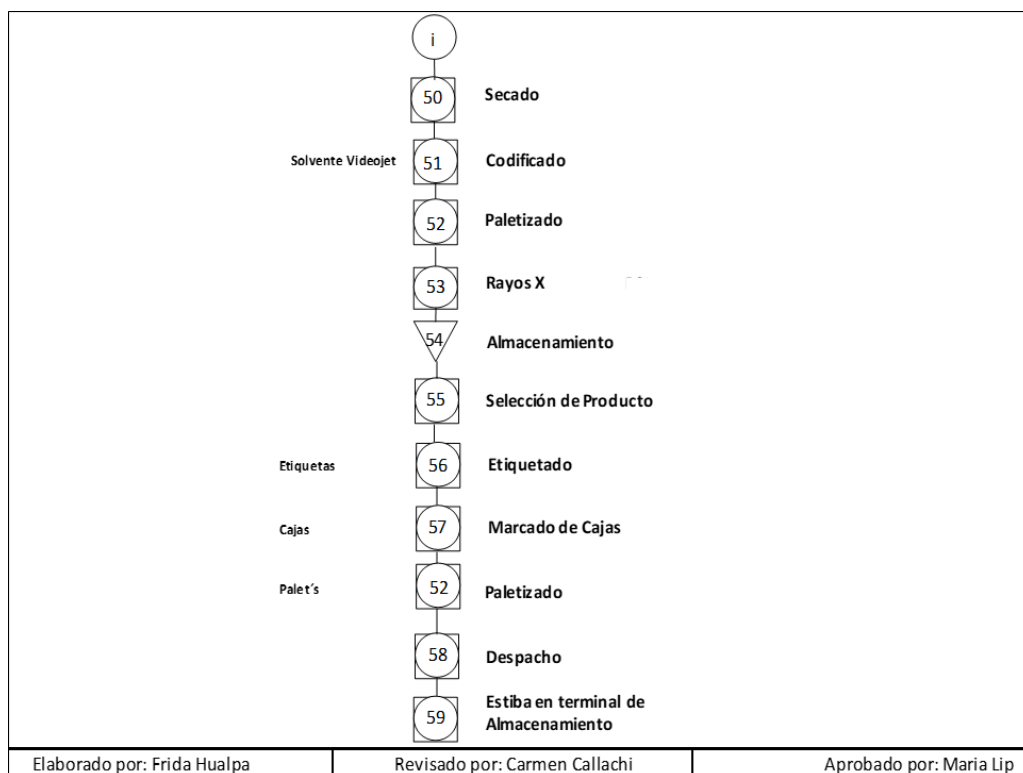 i
50 Secado
Solvente Videojet 51 Codificado
52 Paletizado
53 Rayos X
54 Almacenamiento
55 Selección de Producto
Etiquetas 56 Etiquetado
Cajas 57 Marcado de Cajas
Palet´s 52 Paletizado
58 Despacho
59 Estiba en terminal de
Almacenamiento
Elaborado por: Frida Hualpa Revisado por: Carmen Callachi Aprobado por: Maria Lip